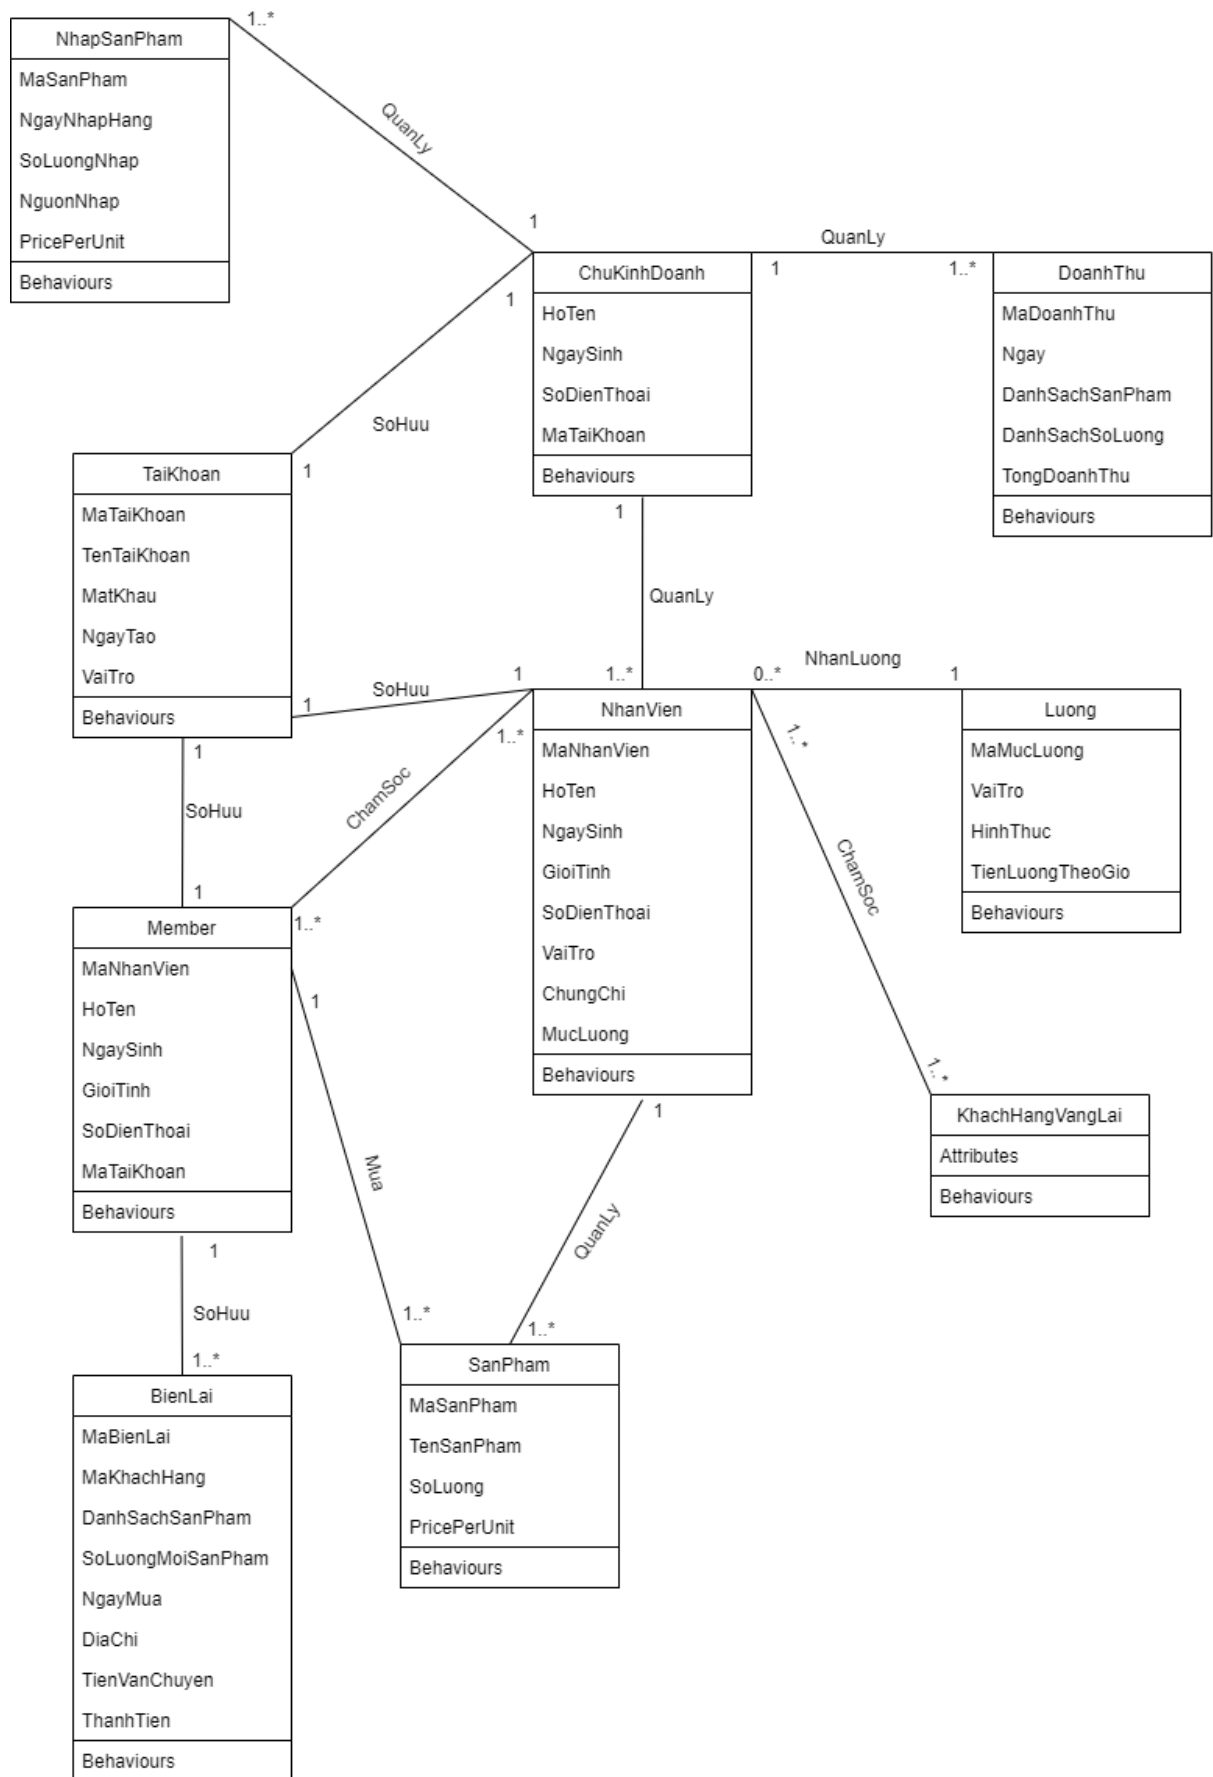 1..*
NhapSanPham
MaSanPham
NgayNhapHang
SoLuongNhap
NguonNhap
PricePerUnit
Behaviours
QuanLy
1
QuanLy
ChuKinhDoanh
1
1..*
DoanhThu
1
HoTen
NgaySinh
SoDienThoai
MaTaiKhoan
Behaviours
MaDoanhThu
Ngay
DanhSachSanPham
DanhSachSoLuong
TongDoanhThu
Behaviours
SoHuu
TaiKhoan
1
MaTaiKhoan
TenTaiKhoan
MatKhau
NgayTao
VaiTro
Behaviours
1
QuanLy
1
1..*
0..*
NhanLuong
1
SoHuu
1
1
SoHuu
1
ChamSoc
1..*
1..*
NhanVien
MaNhanVien
HoTen
NgaySinh
GioiTinh
SoDienThoai
VaiTro
ChungChi
MucLuong
Behaviours
Luong
MaMucLuong
VaiTro
HinhThuc
TienLuongTheoGio
Behaviours
1..*
ChamSoc
1..*
KhachHangVangLai
Attributes
Behaviours
Member
MaNhanVien
HoTen
NgaySinh
GioiTinh
SoDienThoai
MaTaiKhoan
Behaviours
1
Mua
1..*
1
QuanLy
1..*
1
SoHuu
1..*
SanPham
MaSanPham
TenSanPham
SoLuong
PricePerUnit
Behaviours
BienLai
MaBienLai
MaKhachHang
DanhSachSanPham
SoLuongMoiSanPham
NgayMua
DiaChi
TienVanChuyen
ThanhTien
Behaviours